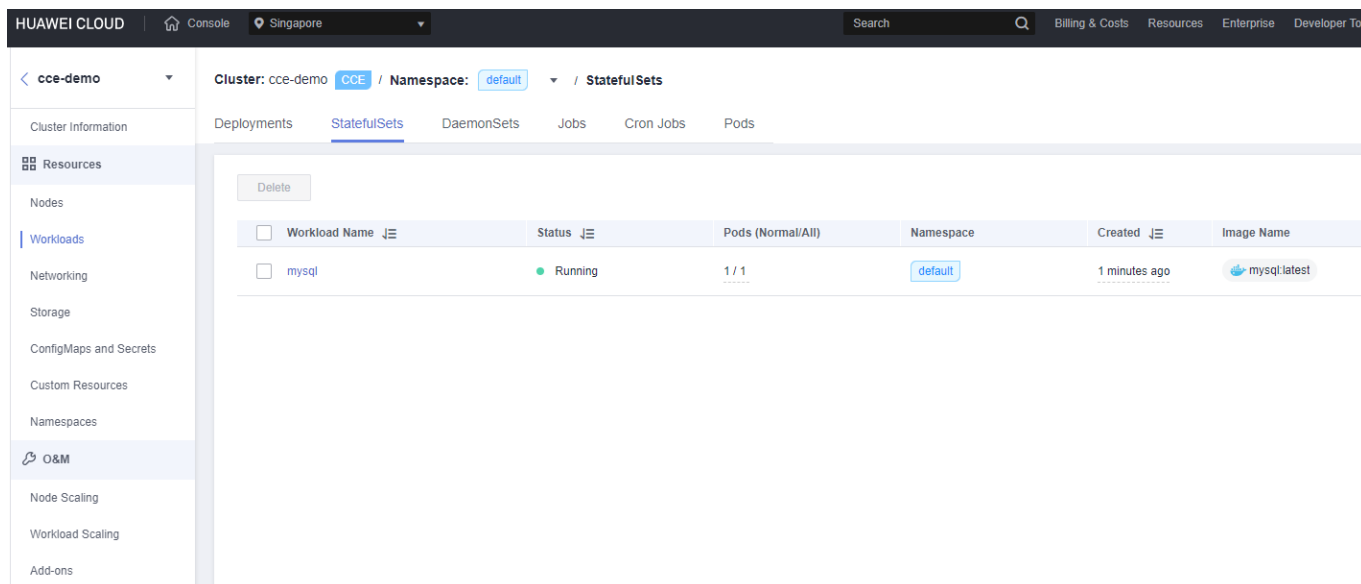 HUAWEI CLOUD Console Singapore Search Billing & Costs Resources Enterprise Developer To
cce-demo
Cluster: cce-demo CCE / Namespace: default / StatefulSets
Cluster Information
Deployments StatefulSets DaemonSets Jobs Cron Jobs Pods
Resources
Delete
Nodes
Workloads
Workload Name Status Pods (Normal/All) Namespace Created Image Name
mysql Running 1 / 1 default 1 minutes ago mysql:latest
Networking
Storage
ConfigMaps and Secrets
Custom Resources
Namespaces
O&M
Node Scaling
Workload Scaling
Add-ons